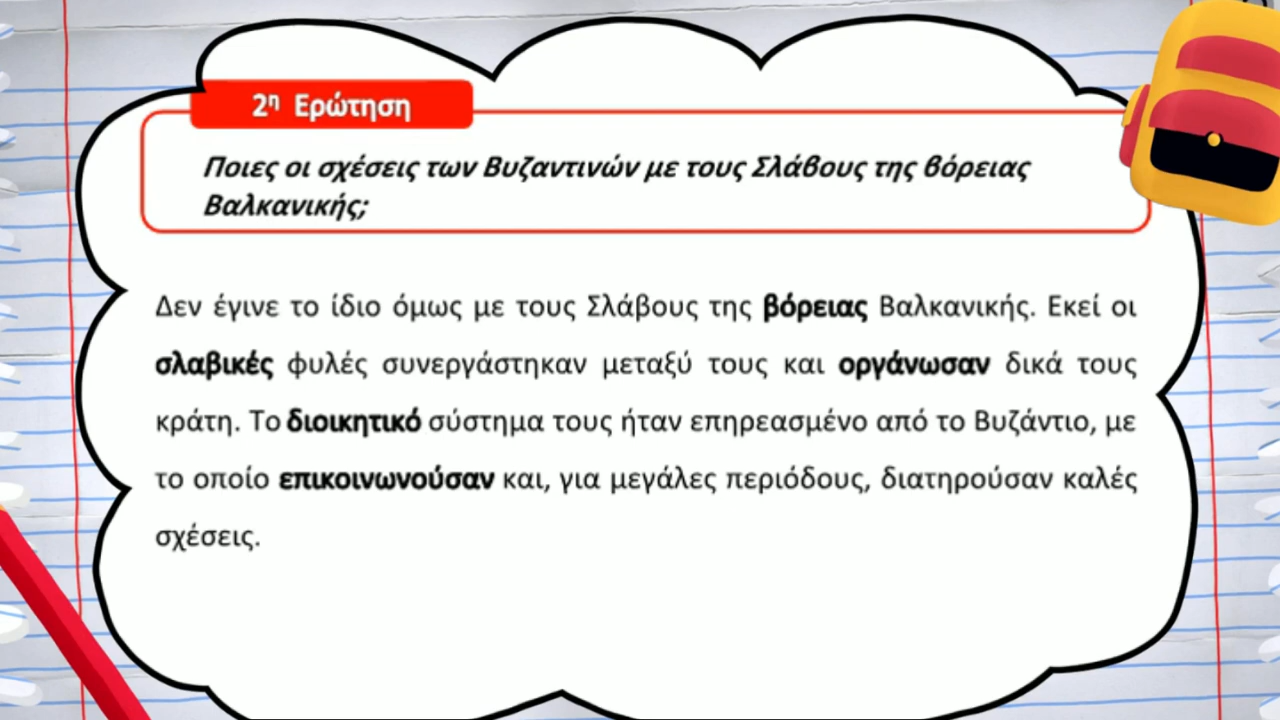 2η Ερώτηση
Ποιες οι σχέσεις των Βυζαντινών με τους Σλάβους της βόρειας
Βαλκανικής;
Δεν έγινε το ίδιο όμως με τους Σλάβους της βόρειας Βαλκανικής. Εκεί οι
σλαβικές φυλές συνεργάστηκαν μεταξύ τους και οργάνωσαν δικά τους
κράτη. Το διοικητικό σύστημα τους ήταν επηρεασμένο από το Βυζάντιο, με
το οποίο επικοινωνούσαν και, για μεγάλες περιόδους, διατηρούσαν καλές
σχέσεις.